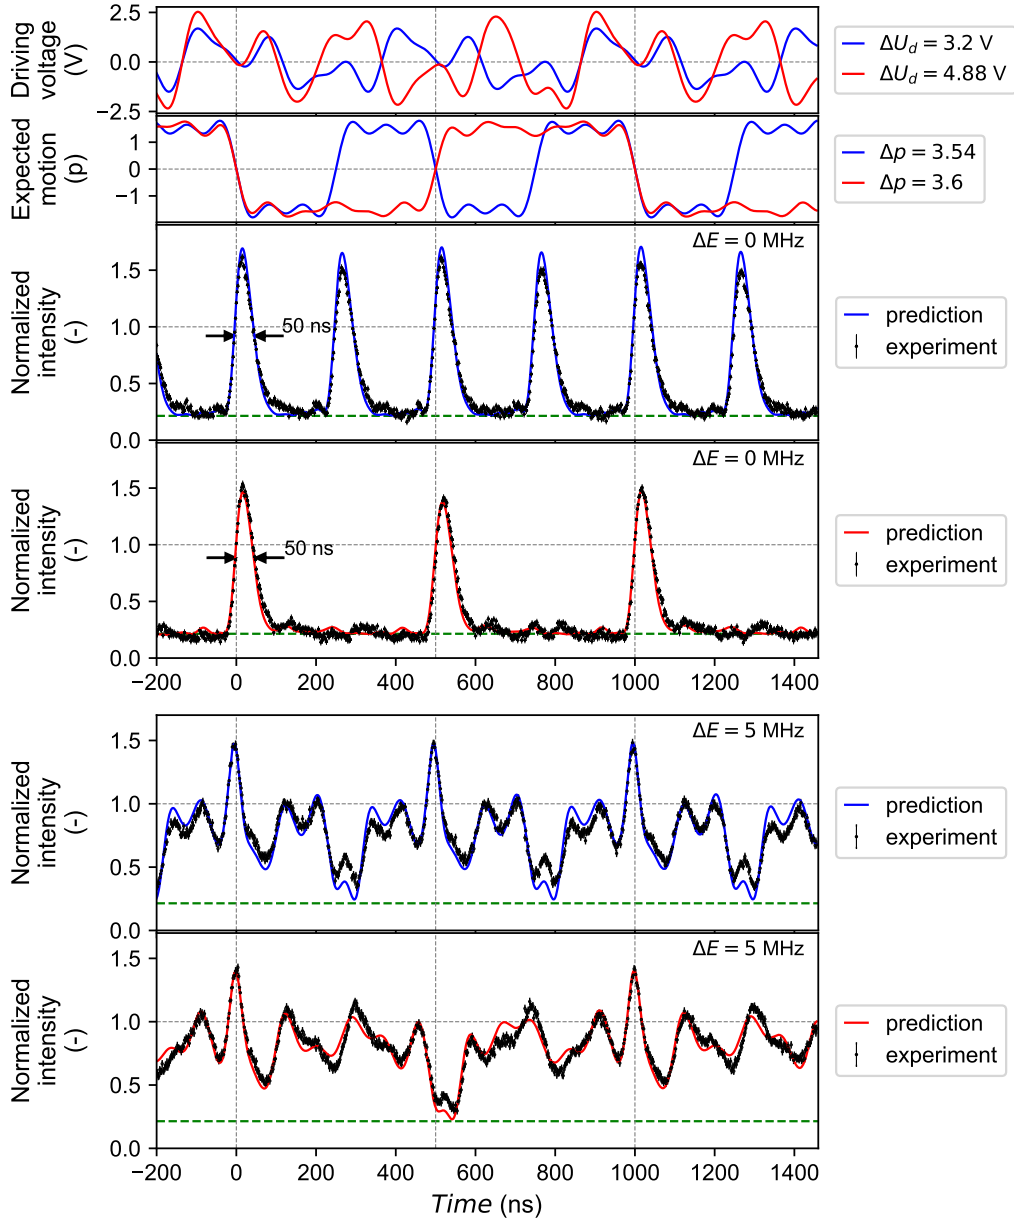 Driving
voltage
(V)
2.5
0.0
−2.5
ΔU_d = 3.2 V
ΔU_d = 4.88 V
Expected
motion
(p)
1
0
−1
Δp = 3.54
Δp = 3.6
Normalized
intensity
(-)
1.5
1.0
0.5
0.0
ΔE = 0 MHz
50 ns
prediction
experiment
Normalized
intensity
(-)
1.5
1.0
0.5
0.0
ΔE = 0 MHz
50 ns
prediction
experiment
−200 0 200 400 600 800 1000 1200 1400
Normalized
intensity
(-)
1.5
1.0
0.5
0.0
ΔE = 5 MHz
prediction
experiment
Normalized
intensity
(-)
1.5
1.0
0.5
0.0
ΔE = 5 MHz
prediction
experiment
−200 0 200 400 600 800 1000 1200 1400
Time (ns)